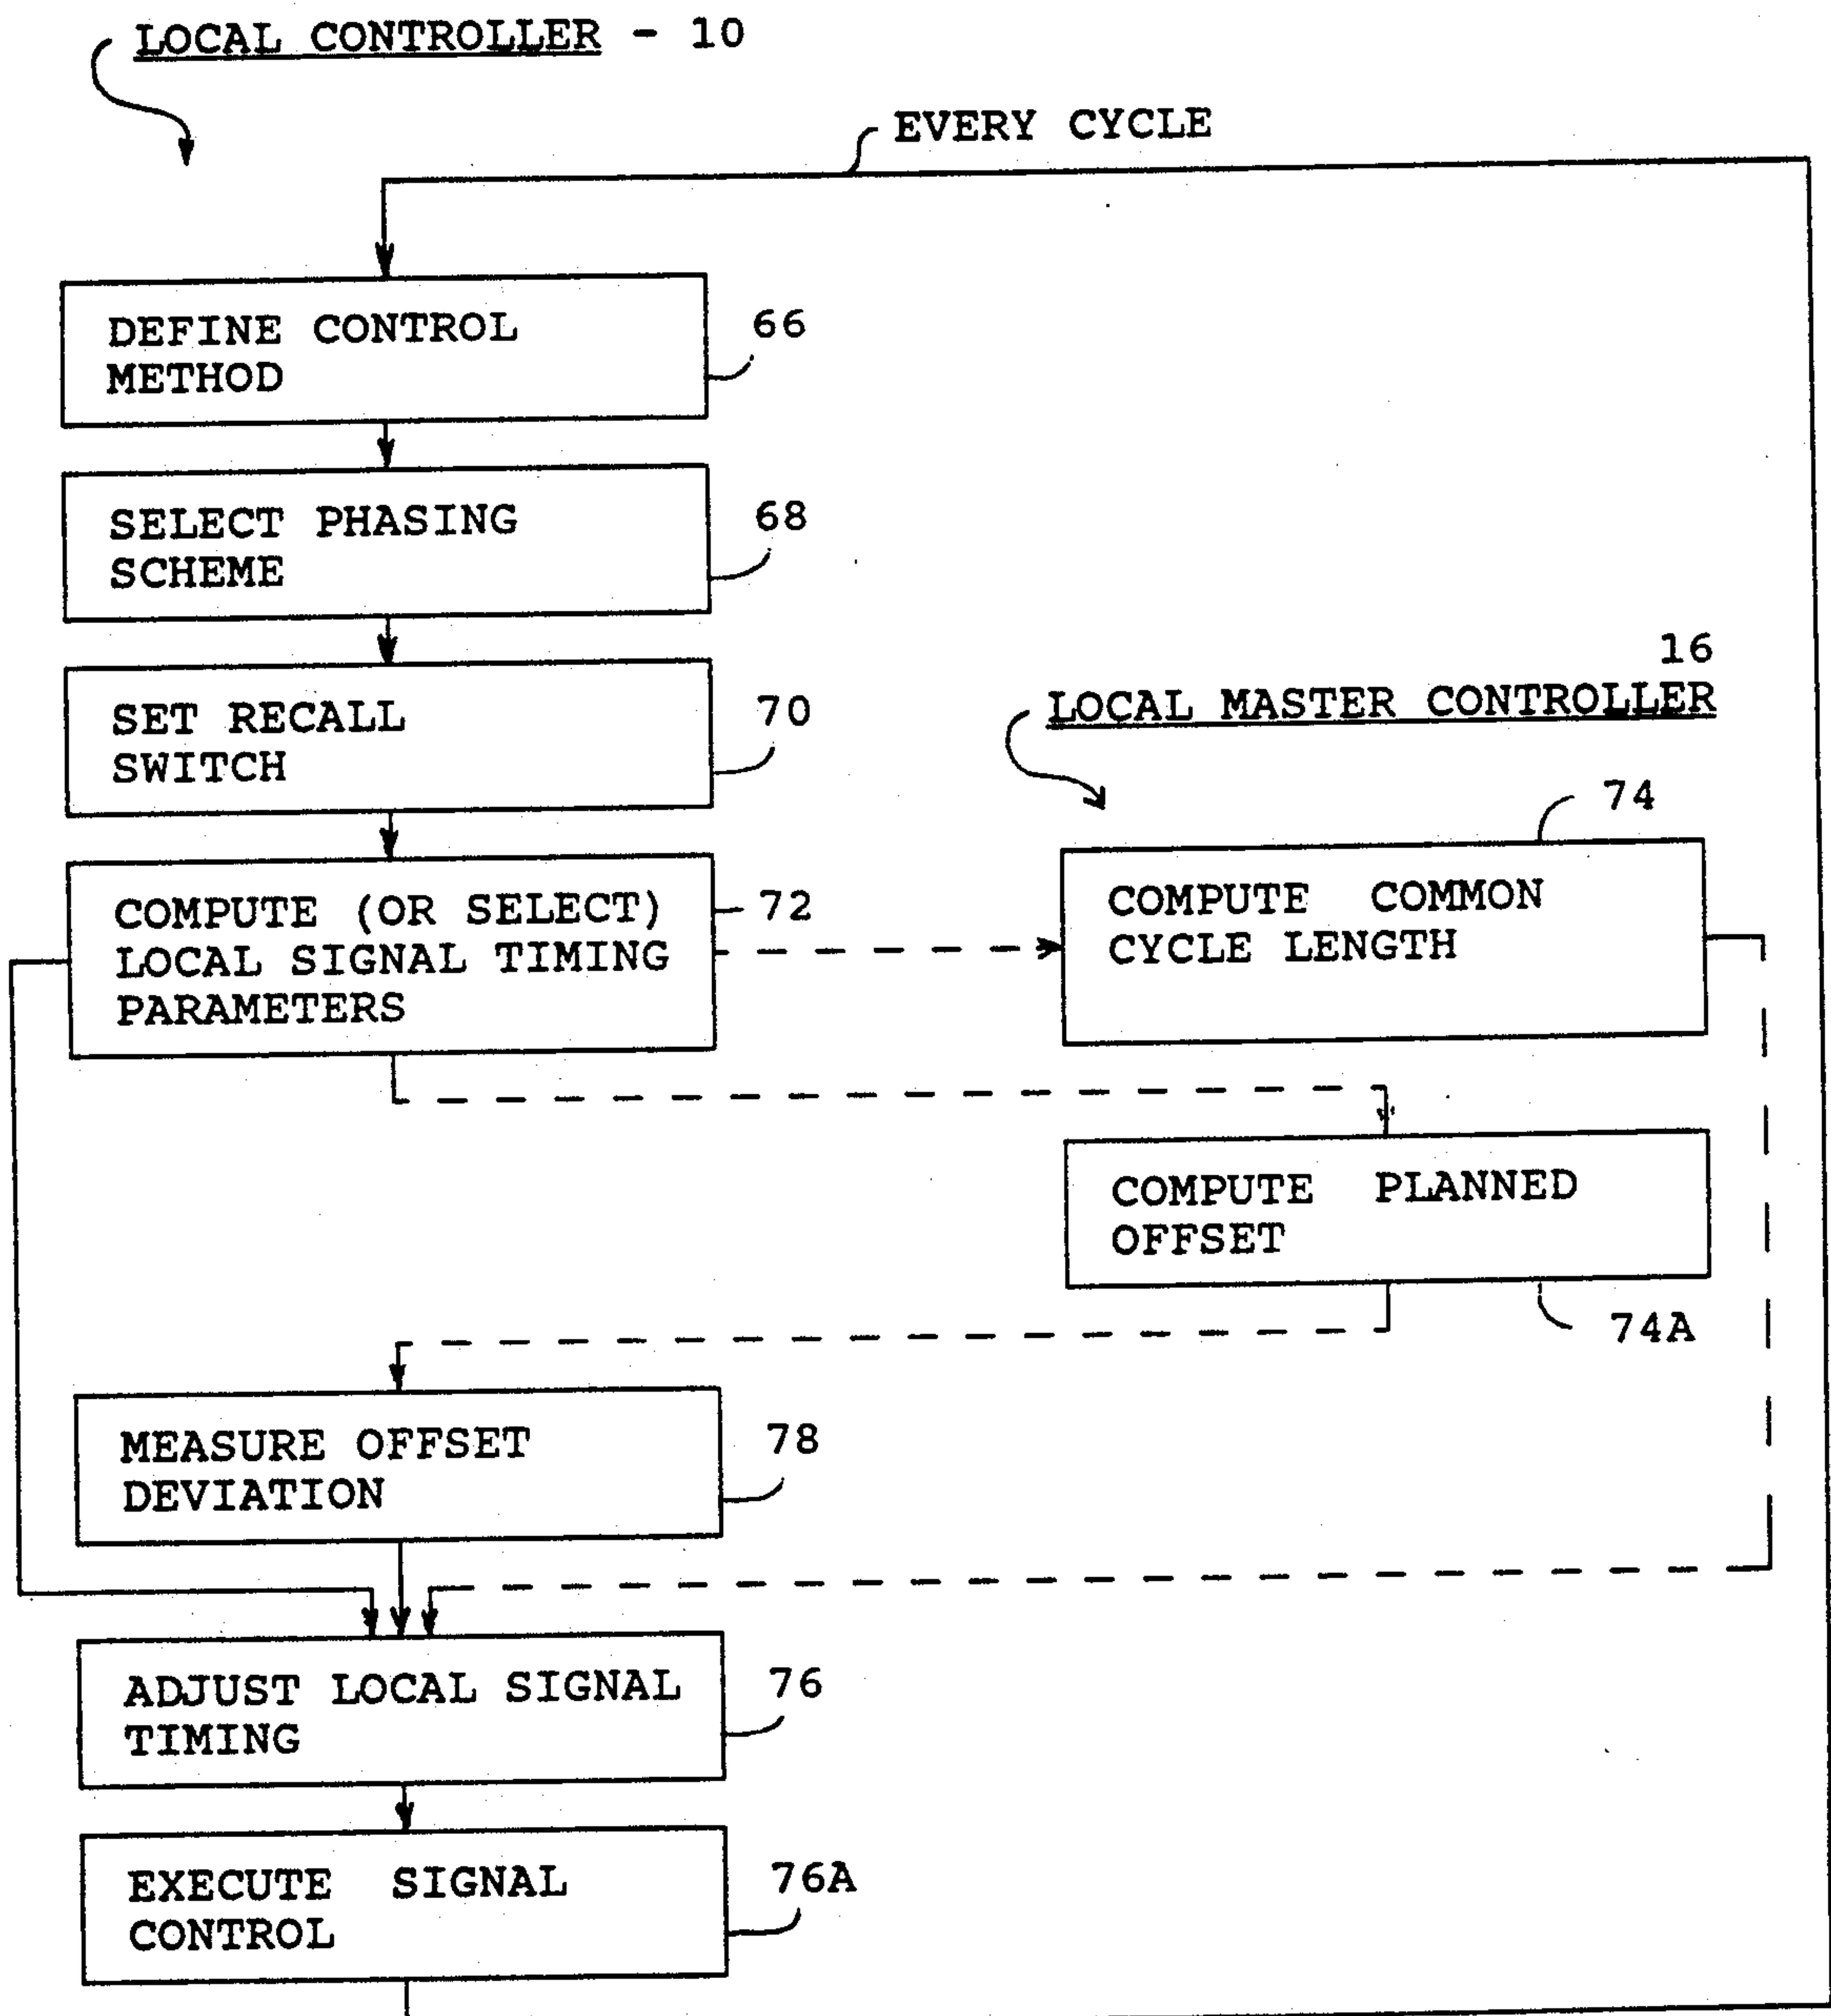 LOCAL CONTROLLER - 10
EVERY CYCLE
DEFINE CONTROL
METHOD
66
SELECT PHASING
SCHEME
68
SET RECALL
SWITCH
70
16
LOCAL MASTER CONTROLLER
COMPUTE (OR SELECT)
LOCAL SIGNAL TIMING
PARAMETERS
72
74
COMPUTE COMMON
CYCLE LENGTH
COMPUTE PLANNED
OFFSET
74A
MEASURE OFFSET
DEVIATION
78
ADJUST LOCAL SIGNAL
TIMING
76
EXECUTE SIGNAL
CONTROL
76A